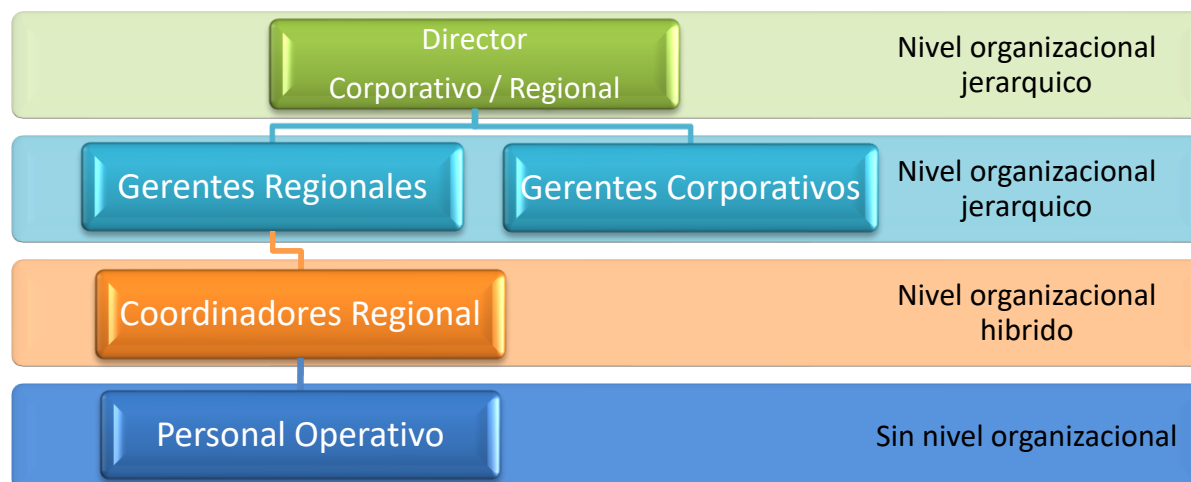 Director
Corporativo / Regional
Nivel organizacional
jerarquico
Gerentes Regionales
Gerentes Corporativos
Nivel organizacional
jerarquico
Coordinadores Regional
Nivel organizacional
hibrido
Personal Operativo
Sin nivel organizacional